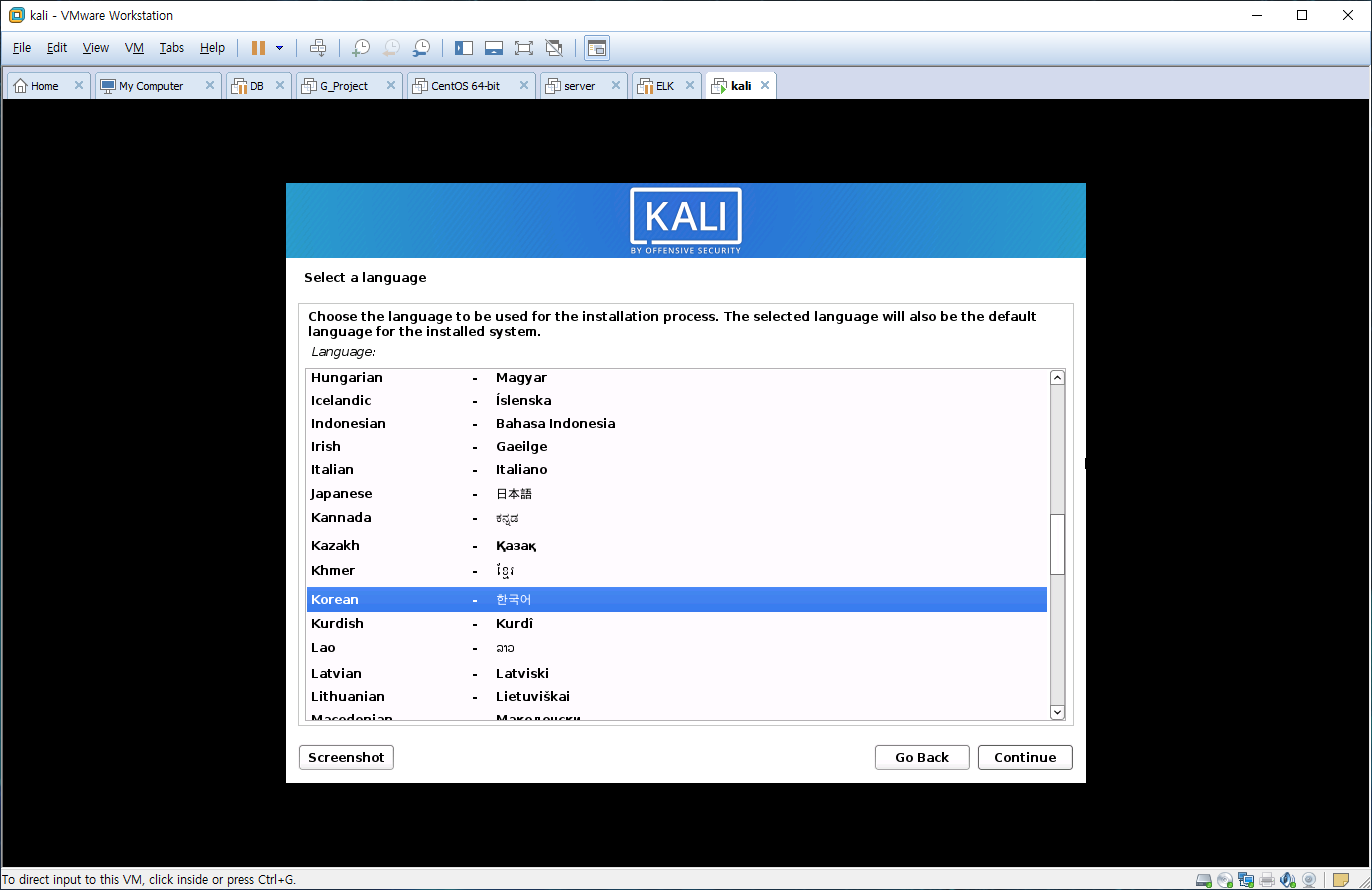 kali - VMware Workstation
File Edit View VM Tabs Help
Home My Computer DB G_Project CentOS 64-bit server ELK kali
KALI
BY OFFENSIVE SECURITY
Select a language
Choose the language to be used for the installation process. The selected language will also be the default
language for the installed system.
Language:
Hungarian - Magyar
Icelandic - Íslenska
Indonesian - Bahasa Indonesia
Irish - Gaeilge
Italian - Italiano
Japanese - 日本語
Kannada - ಕನ್ನಡ
Kazakh - Қазақ
Khmer - ខ្មែរ
Korean - 한국어
Kurdish - Kurdî
Lao - ລາວ
Latvian - Latviski
Lithuanian - Lietuviškai
Macedonian - Македонски
Screenshot Go Back Continue
To direct input to this VM, click inside or press Ctrl+G.